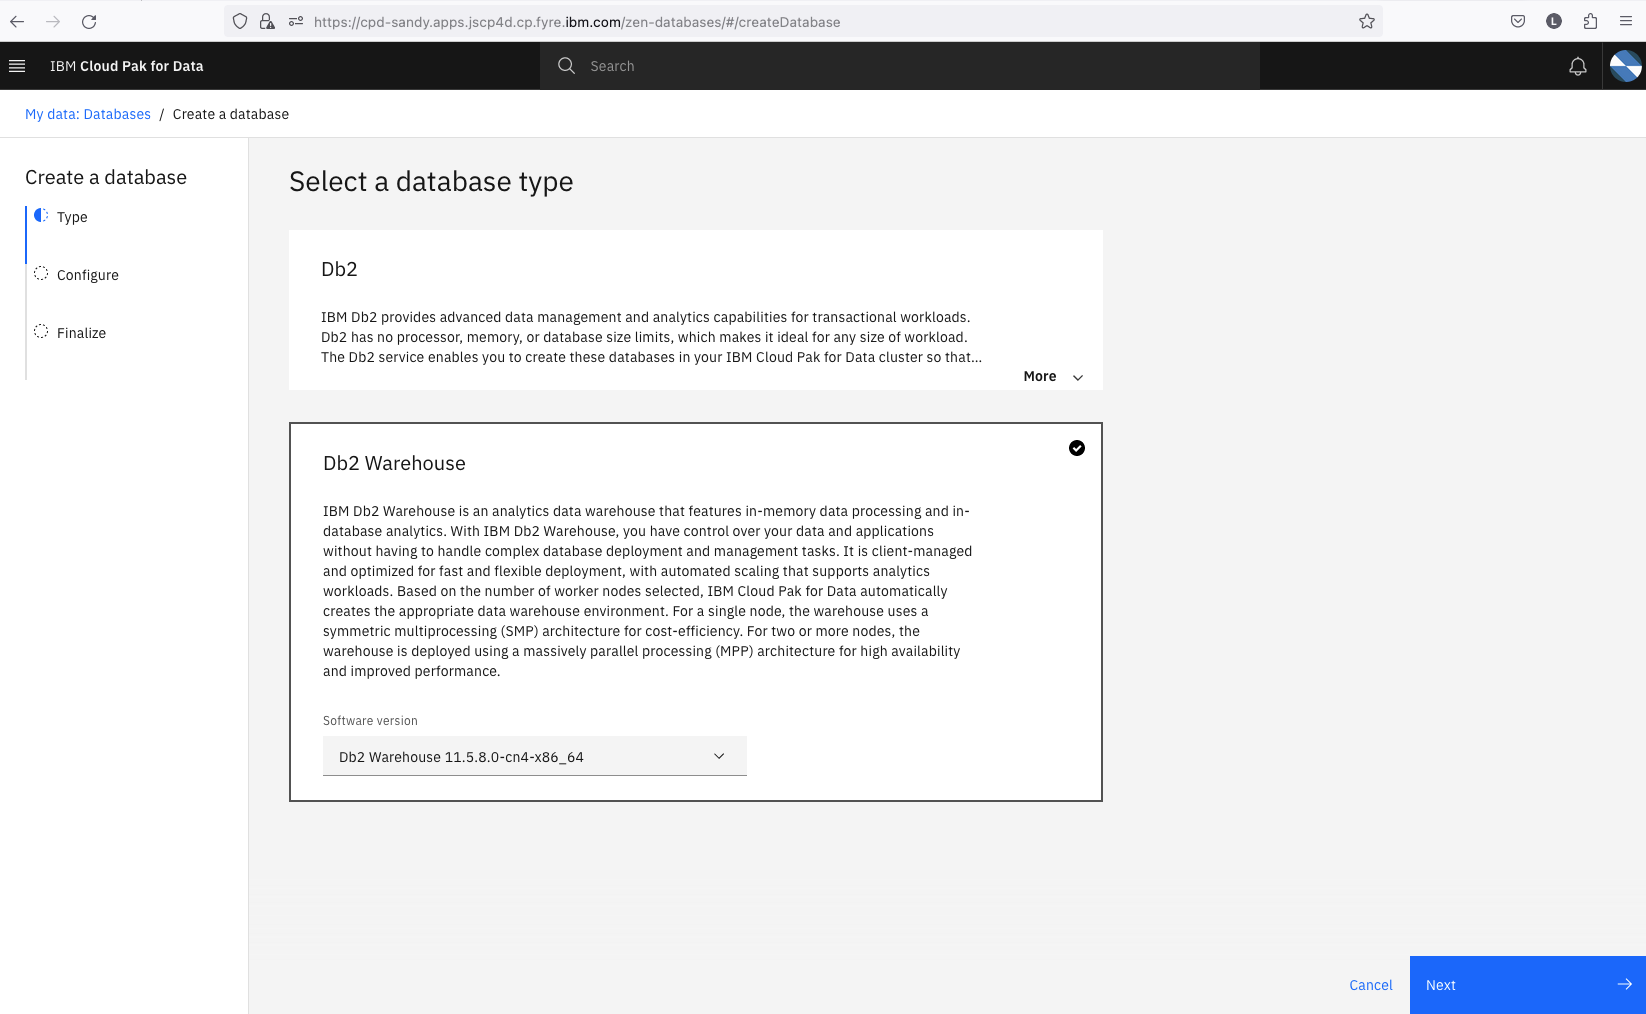 https://cpd-sandy.apps.jscp4d.cp.fyre.ibm.com/zen-databases/#/createDatabase
L
IBM Cloud Pak for Data
Search
My data: Databases / Create a database
Create a database
Type
Configure
Finalize
Select a database type
Db2
IBM Db2 provides advanced data management and analytics capabilities for transactional workloads.
Db2 has no processor, memory, or database size limits, which makes it ideal for any size of workload.
The Db2 service enables you to create these databases in your IBM Cloud Pak for Data cluster so that...
More
Db2 Warehouse
IBM Db2 Warehouse is an analytics data warehouse that features in-memory data processing and in-
database analytics. With IBM Db2 Warehouse, you have control over your data and applications
without having to handle complex database deployment and management tasks. It is client-managed
and optimized for fast and flexible deployment, with automated scaling that supports analytics
workloads. Based on the number of worker nodes selected, IBM Cloud Pak for Data automatically
creates the appropriate data warehouse environment. For a single node, the warehouse uses a
symmetric multiprocessing (SMP) architecture for cost-efficiency. For two or more nodes, the
warehouse is deployed using a massively parallel processing (MPP) architecture for high availability
and improved performance.
Software version
Db2 Warehouse 11.5.8.0-cn4-x86_64
Cancel
Next